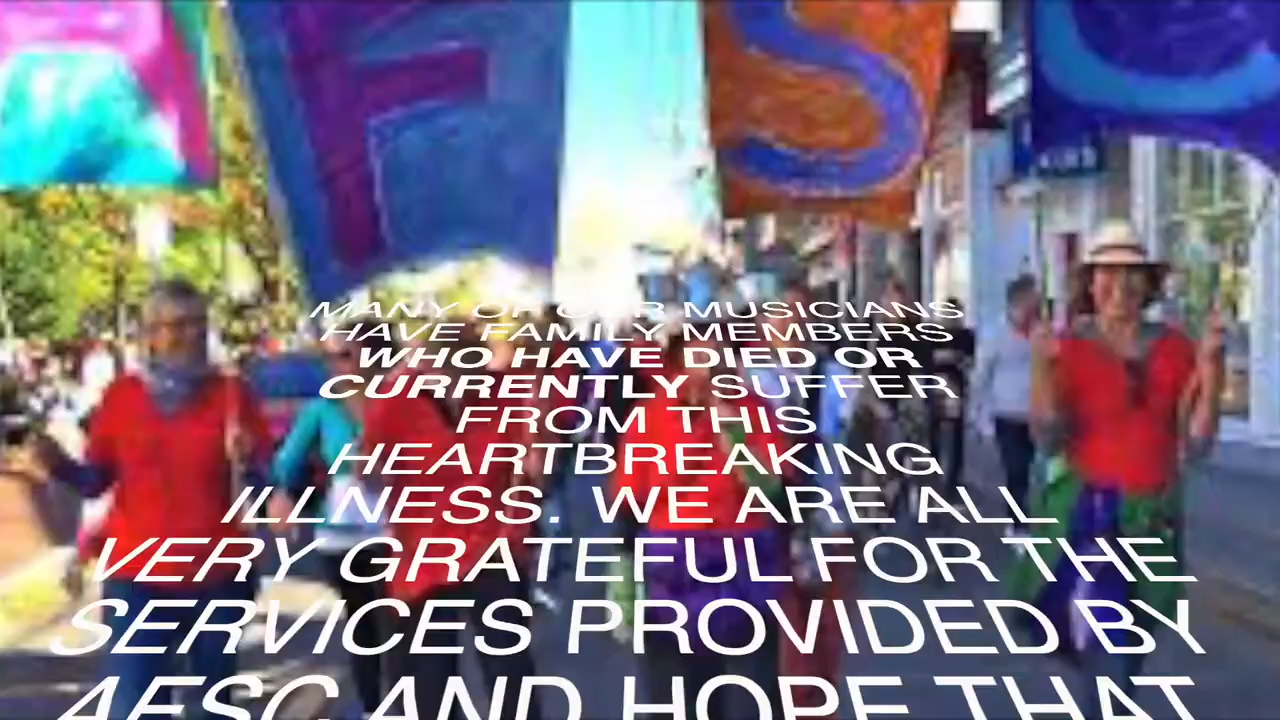 A F S C
MANY OF OUR MUSICIANS
HAVE FAMILY MEMBERS
WHO HAVE DIED OR
CURRENTLY SUFFER
FROM THIS
HEARTBREAKING
ILLNESS. WE ARE ALL
VERY GRATEFUL FOR THE
SERVICES PROVIDED BY
AFSC AND HOPE THAT